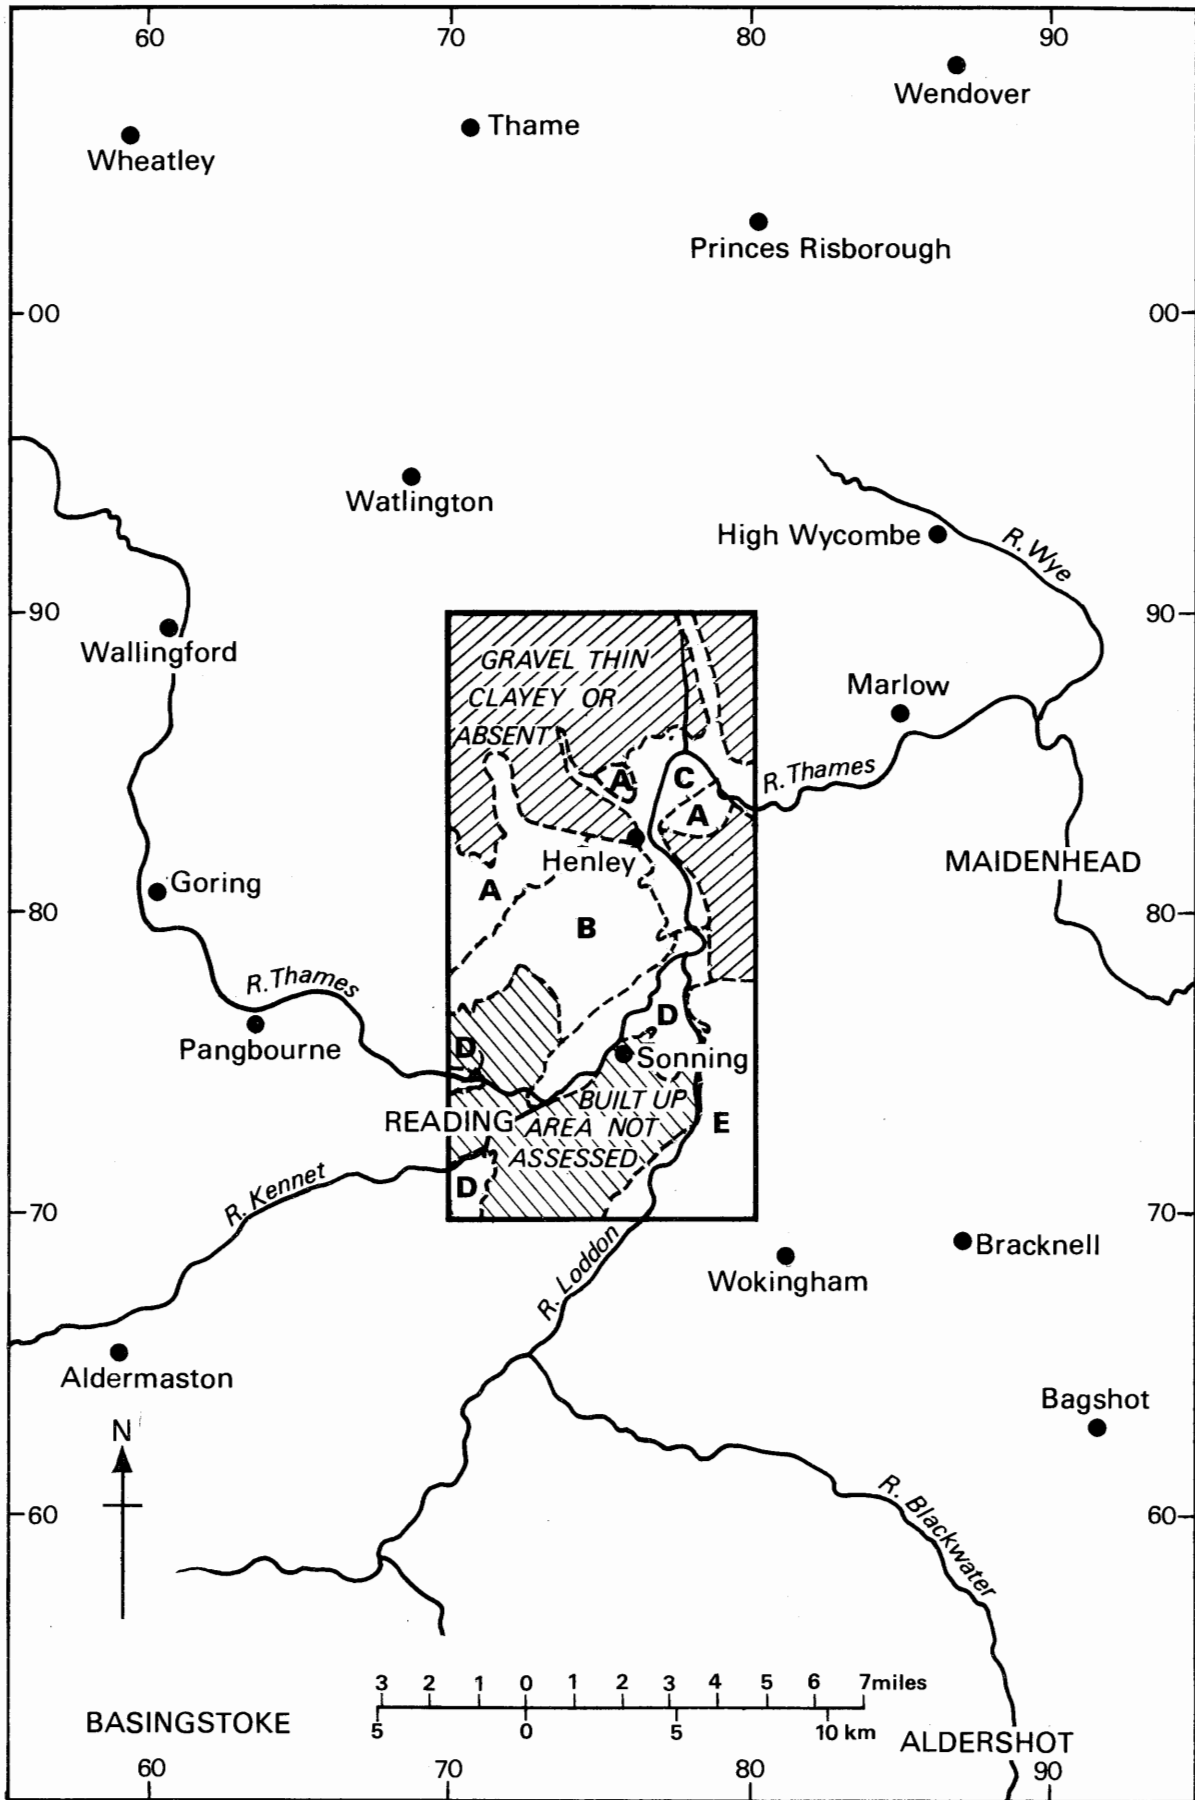 60 70 80 90
Wendover
Thame
Wheatley
Princes Risborough
00 00
Watlington
High Wycombe
R. Wye
90 90
Wallingford
GRAVEL THIN
CLAYEY OR
ABSENT
Marlow
R. Thames
A
C
A
Henley
MAIDENHEAD
Goring
A
80 80
B
R. Thames
Pangbourne
D
D
Sonning
READING
BUILT UP
AREA NOT
ASSESSED
E
D
R. Kennet
70 70
Bracknell
Wokingham
R. Loddon
Aldermaston
Bagshot
N
R. Blackwater
60 60
3 2 1 0 1 2 3 4 5 6 7miles
5 0 5 10 km
BASINGSTOKE
ALDERSHOT
60 70 80 90